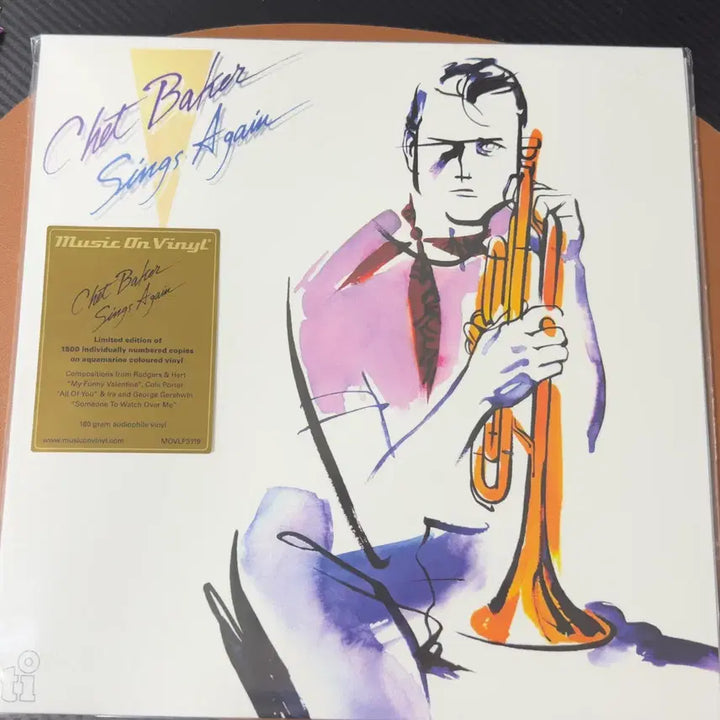 Chet Baker
Sings Again
Music On Vinyl
Chet Baker
Sings Again
Limited edition of
1500 individually numbered copies
on aquamarine coloured vinyl
Compositions from Rodgers & Hart
"My Funny Valentine", Cole Porter
"All Of You" & Ira and George Gershwin
"Someone To Watch Over Me"
180 gram audiophile vinyl
www.musiconvinyl.com
MOVLP3119
ti